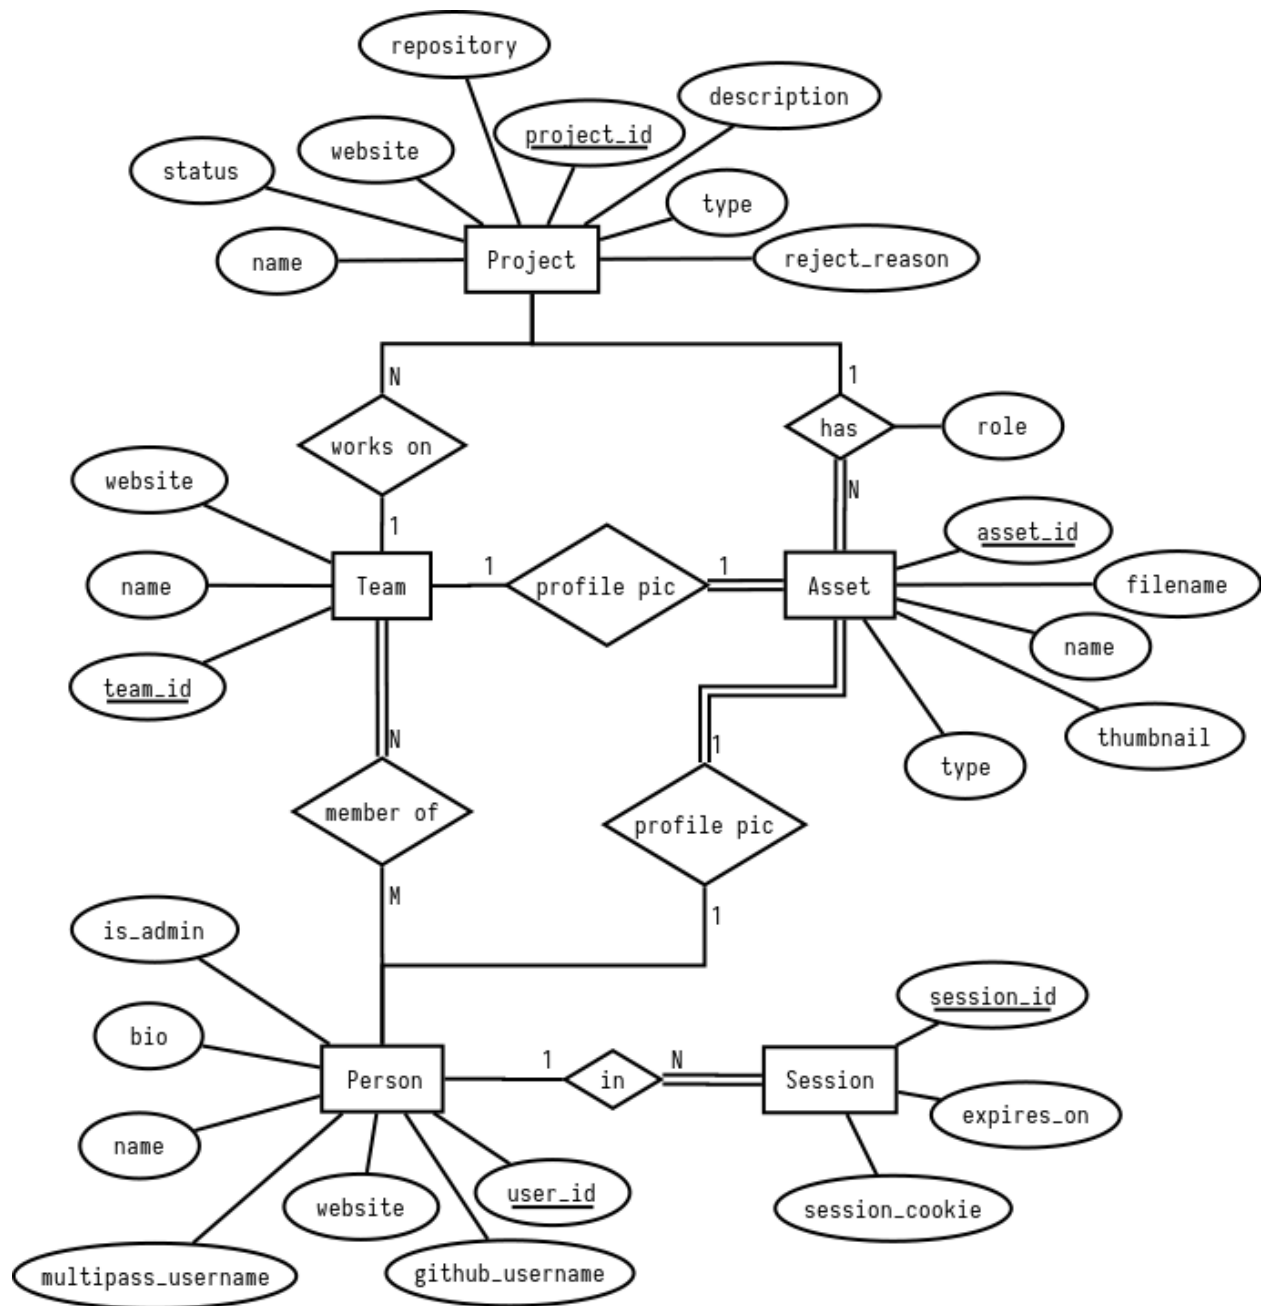 repository
description
project_id
website
status
type
name
Project
reject_reason
N
1
works on
has
role
website
N
1
asset_id
1
1
name
Team
profile pic
Asset
filename
name
team_id
thumbnail
N
1
type
member of
profile pic
M
1
is_admin
session_id
bio
1
N
Person
in
Session
expires_on
name
website
user_id
session_cookie
multipass_username
github_username